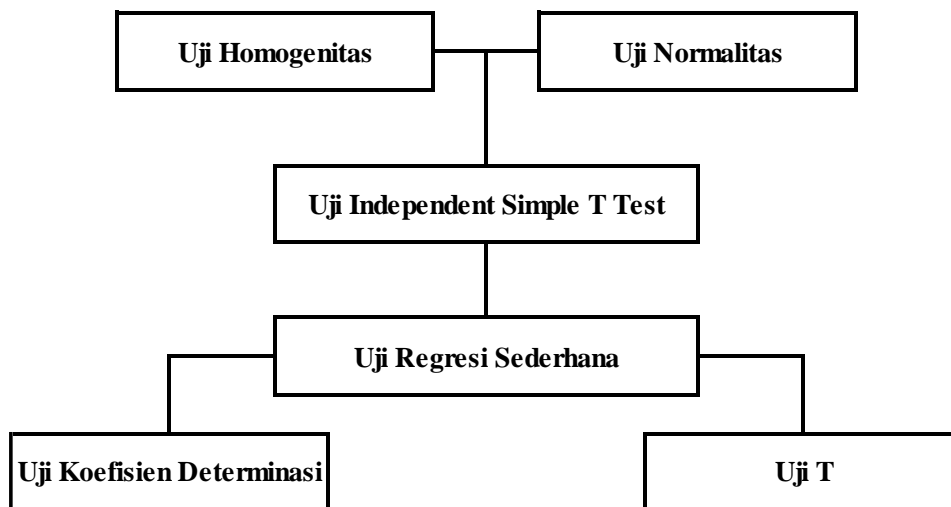 Uji Homogenitas
Uji Normalitas
Uji Independent Simple T Test
Uji Regresi Sederhana
Uji Koefisien Determinasi
Uji T